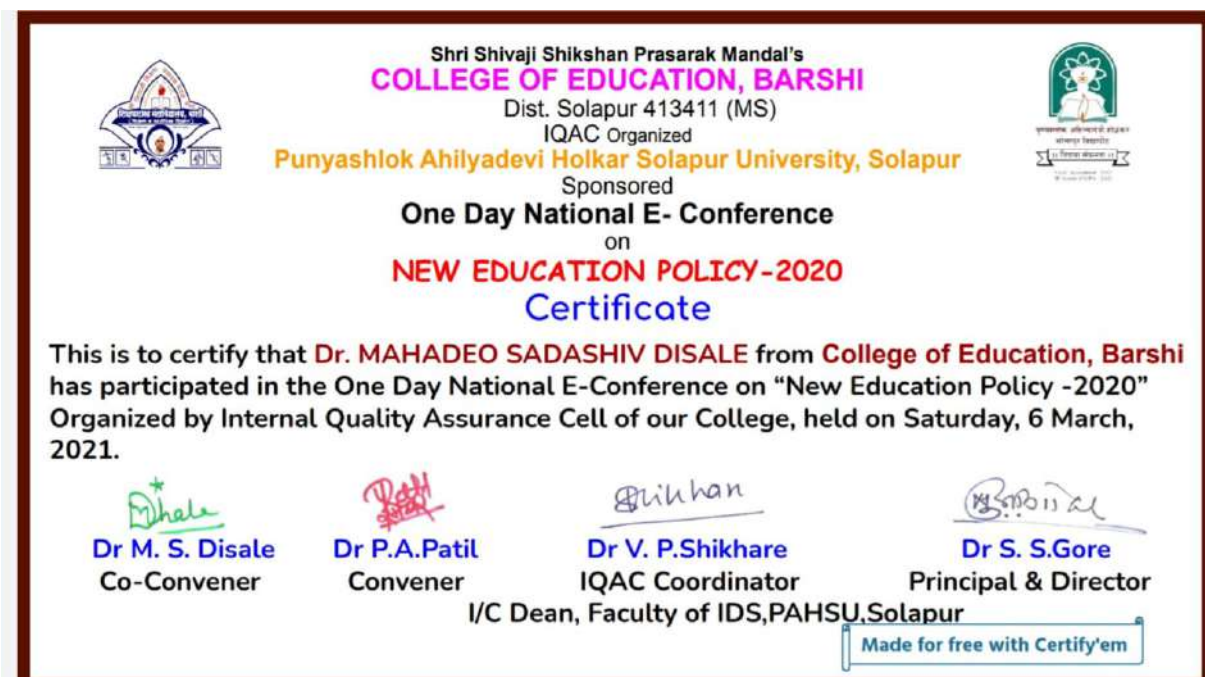 Shri Shivaji Shikshan Prasarak Mandal's
COLLEGE OF EDUCATION, BARSHI
Dist. Solapur 413411 (MS)
IQAC Organized
Punyashlok Ahilyadevi Holkar Solapur University, Solapur
Sponsored
One Day National E- Conference
on
NEW EDUCATION POLICY-2020
Certificate
This is to certify that Dr. MAHADEO SADASHIV DISALE from College of Education, Barshi
has participated in the One Day National E-Conference on “New Education Policy -2020”
Organized by Internal Quality Assurance Cell of our College, held on Saturday, 6 March,
2021.
Dr M. S. Disale Dr P.A.Patil Dr V. P.Shikhare Dr S. S.Gore
Co-Convener Convener IQAC Coordinator Principal & Director
I/C Dean, Faculty of IDS,PAHSU,Solapur
Made for free with Certify'em